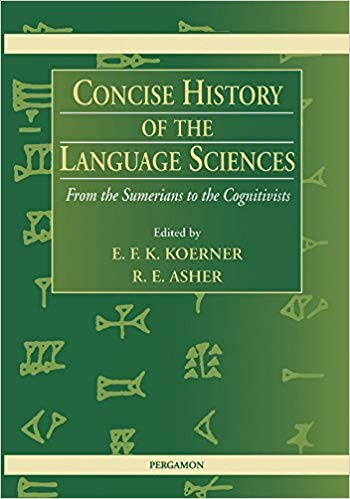 CONCISE HISTORY
OF THE
LANGUAGE SCIENCES
From the Sumerians to the Cognitivists
Edited by
E. F. K. KOERNER
R. E. ASHER
PERGAMON